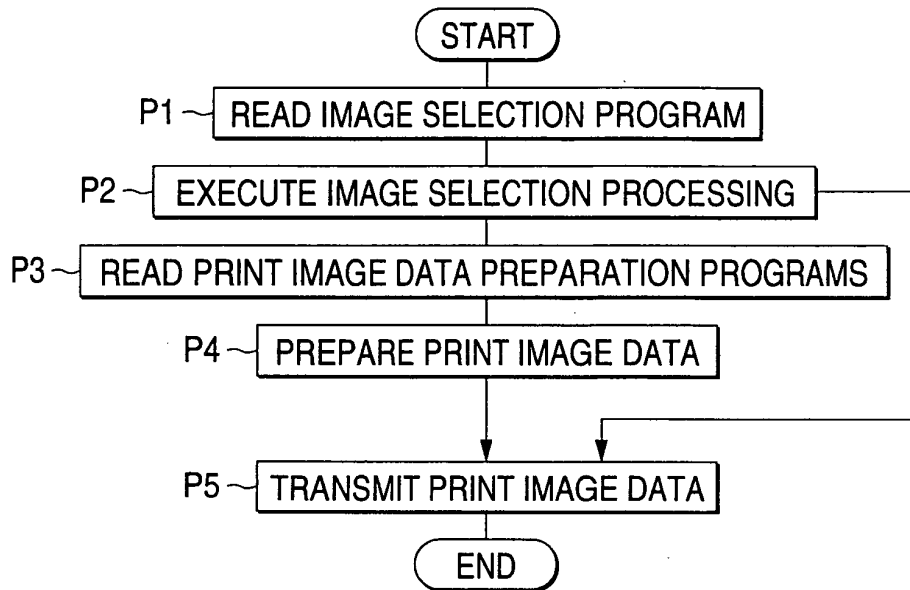 START
P1 READ IMAGE SELECTION PROGRAM
P2 EXECUTE IMAGE SELECTION PROCESSING
P3 READ PRINT IMAGE DATA PREPARATION PROGRAMS
P4 PREPARE PRINT IMAGE DATA
P5 TRANSMIT PRINT IMAGE DATA
END